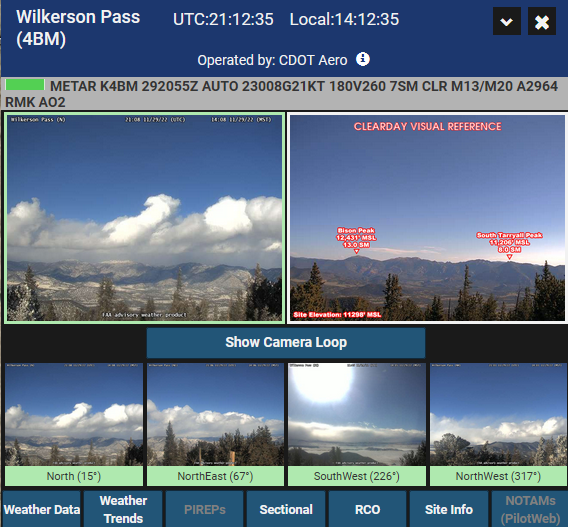 Wilkerson Pass (4BM)
UTC:21:12:35 Local:14:12:35
Operated by: CDOT Aero
METAR K4BM 292055Z AUTO 23008G21KT 180V260 7SM CLR M13/M20 A2964
RMK AO2
Wilkerson Pass (N) 21:08 11/29/22 (UTC) 14:08 11/29/22 (MST)
FAA advisory weather product
CLEARDAY VISUAL REFERENCE
Bison Peak
12,431' MSL
13.0 SM
South Tarryall Peak
11,206' MSL
8.0 SM
Site Elevation: 11298' MSL
Show Camera Loop
North (15°)
NorthEast (67°)
SouthWest (226°)
NorthWest (317°)
Weather Data
Weather Trends
PIREPs
Sectional
RCO
Site Info
NOTAMs (PilotWeb)